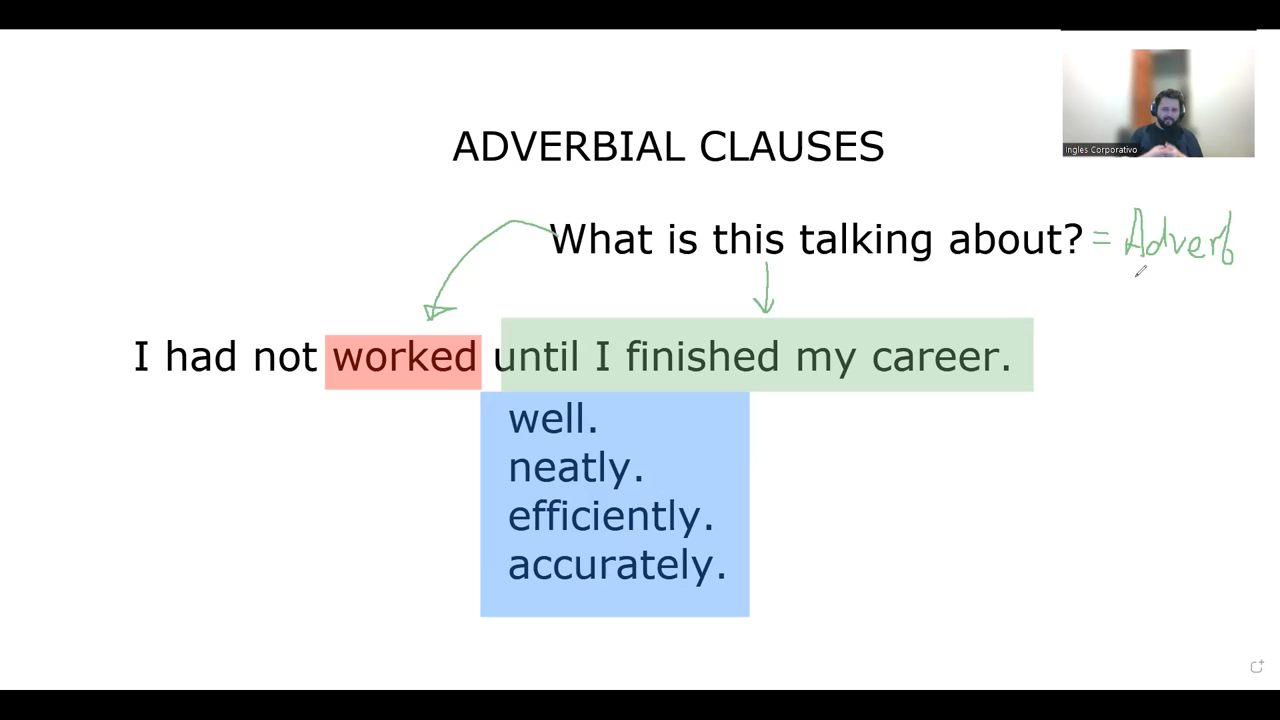 Ingles Corporativo
ADVERBIAL CLAUSES
What is this talking about? = Adverb
I had not worked until I finished my career.
well.
neatly.
efficiently.
accurately.